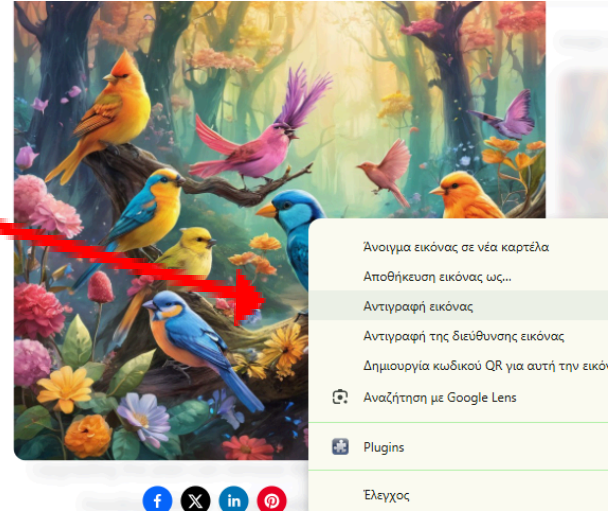 Άνοιγμα εικόνας σε νέα καρτέλα
Αποθήκευση εικόνας ως...
Αντιγραφή εικόνας
Αντιγραφή της διεύθυνσης εικόνας
Δημιουργία κωδικού QR για αυτή την
Αναζήτηση με Google Lens
Plugins
Έλεγχος
f
X
in